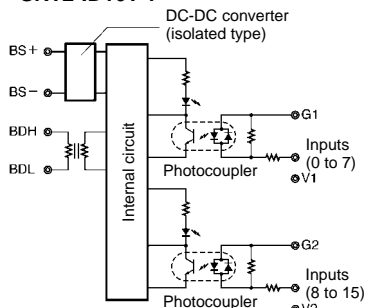 DC-DC converter
(isolated type)
BS+
BS−
BDH
BDL
Internal circuit
G1
Inputs
(0 to 7)
V1
Photocoupler
G2
Inputs
(8 to 15)
Photocoupler